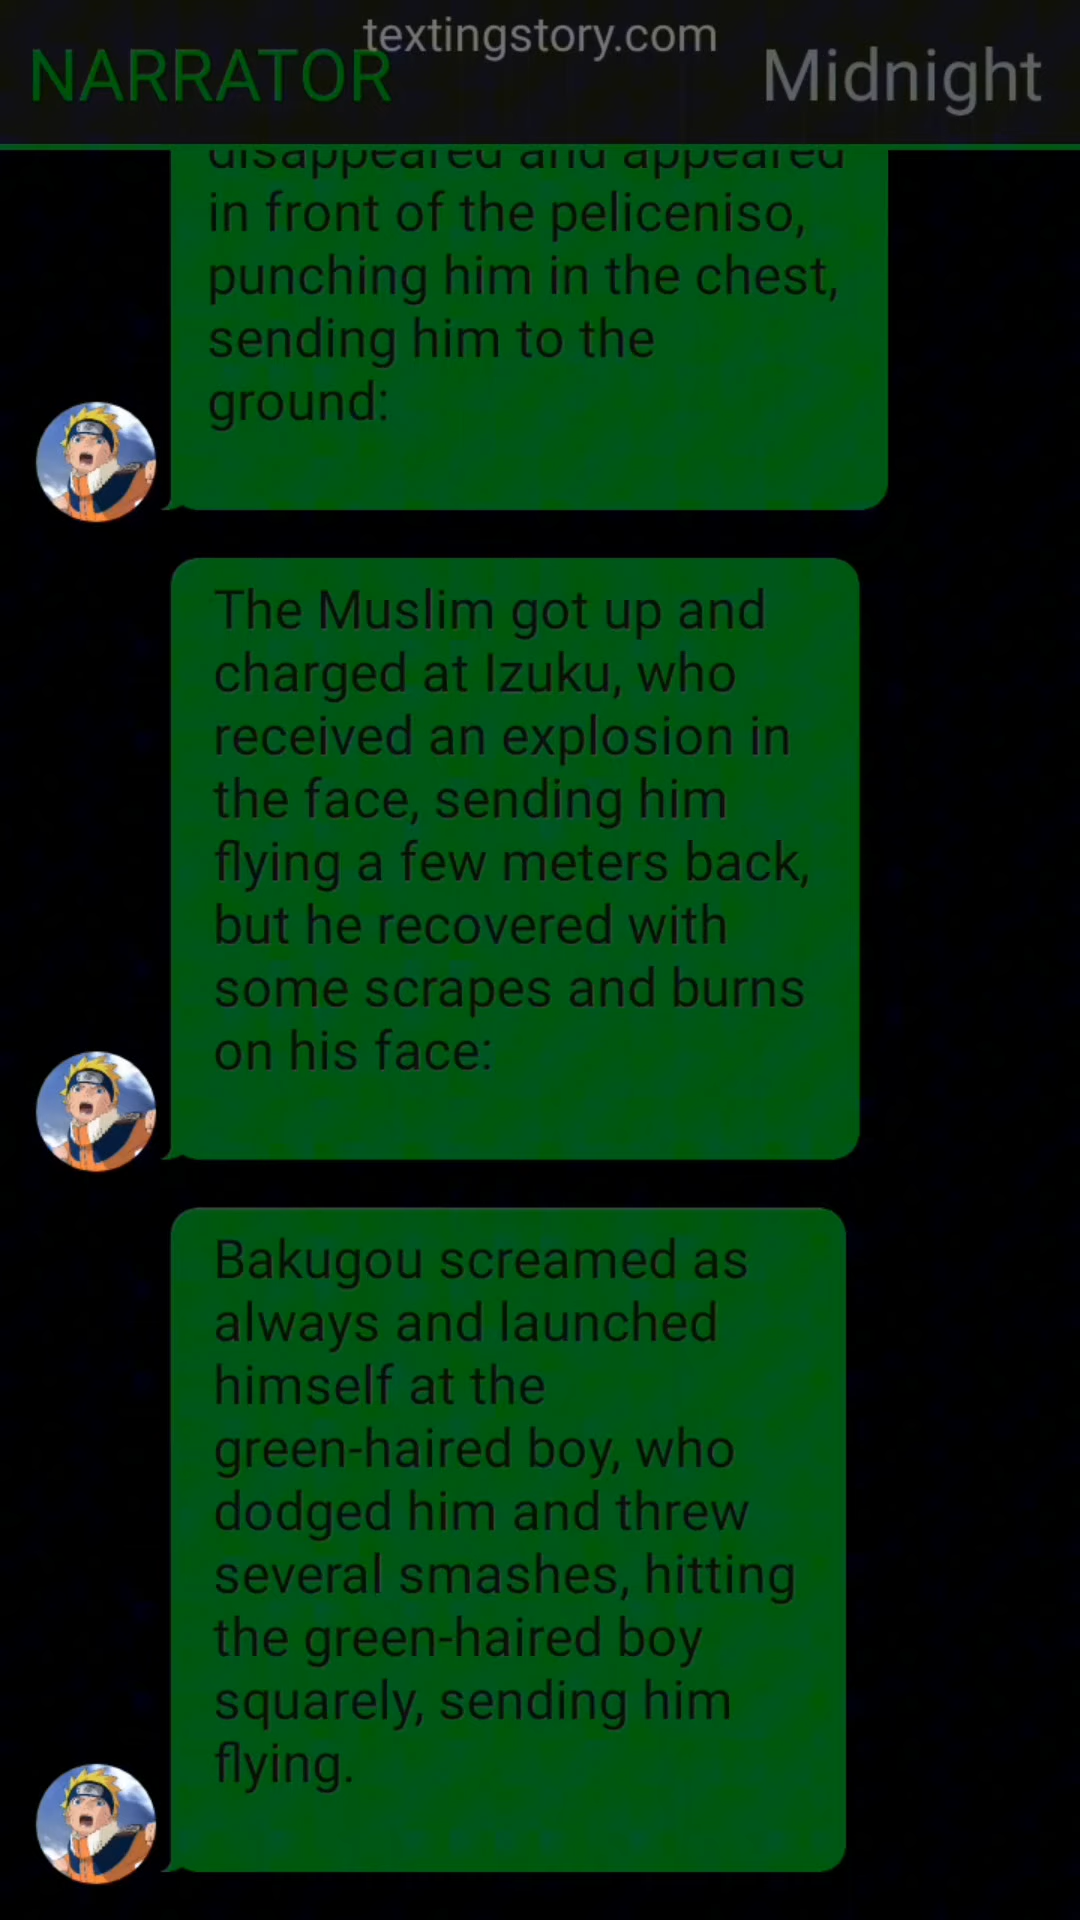 textingstory.com
NARRATOR
Midnight
disappeared and appeared
in front of the peliceniso,
punching him in the chest,
sending him to the
ground:
The Muslim got up and
charged at Izuku, who
received an explosion in
the face, sending him
flying a few meters back,
but he recovered with
some scrapes and burns
on his face:
Bakugou screamed as
always and launched
himself at the
green-haired boy, who
dodged him and threw
several smashes, hitting
the green-haired boy
squarely, sending him
flying.